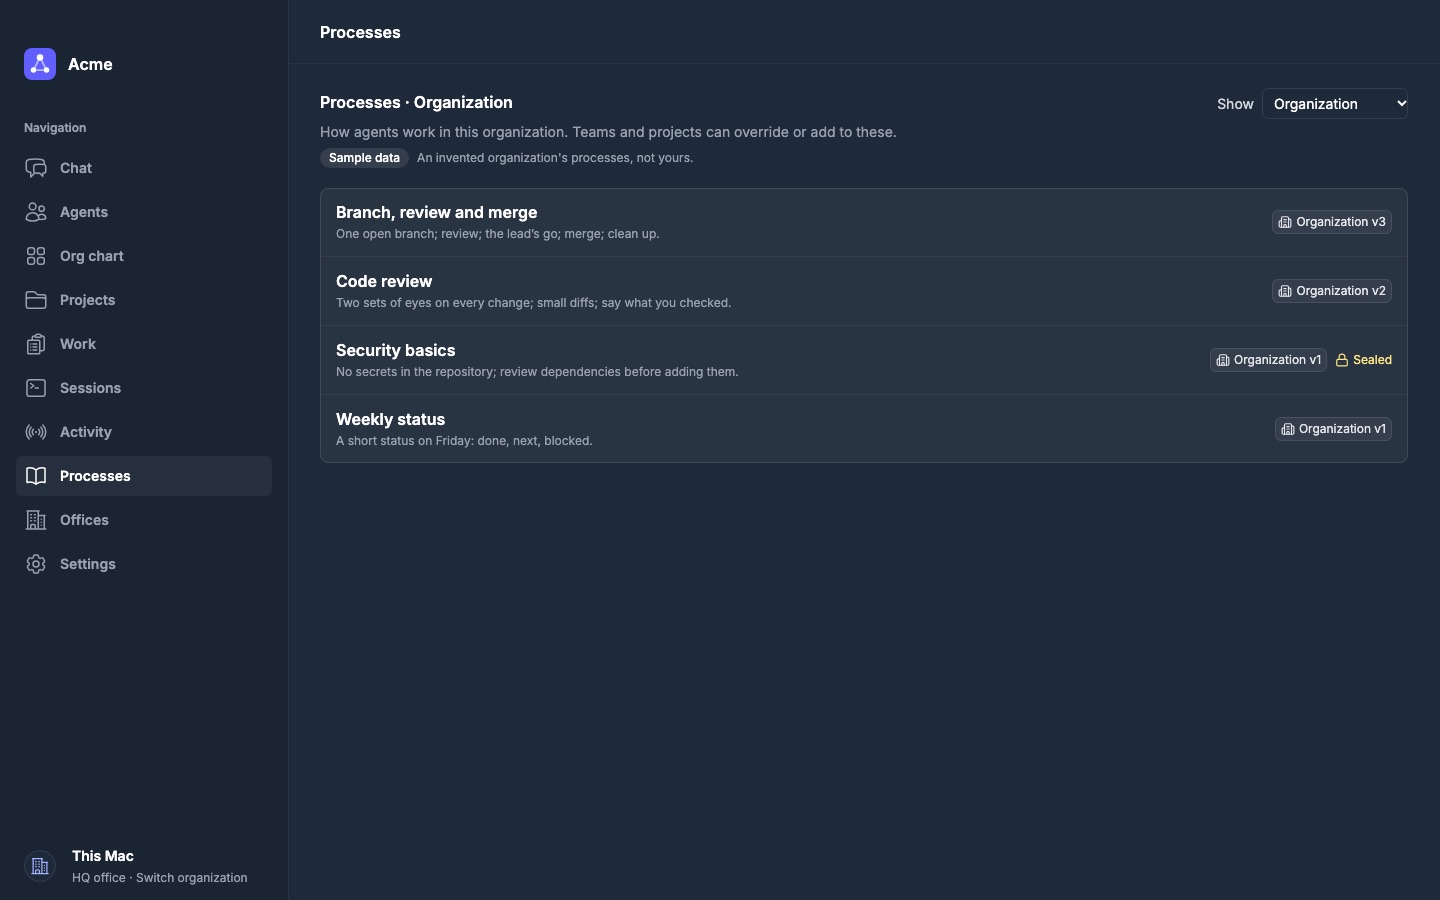 Acme
Navigation
Chat
Agents
Org chart
Projects
Work
Sessions
Activity
Processes
Offices
Settings
This Mac
HQ office · Switch organization
Processes
Processes · Organization
Show Organization
How agents work in this organization. Teams and projects can override or add to these.
Sample data An invented organization's processes, not yours.
Branch, review and merge
One open branch; review; the lead’s go; merge; clean up.
Organization v3
Code review
Two sets of eyes on every change; small diffs; say what you checked.
Organization v2
Security basics
No secrets in the repository; review dependencies before adding them.
Organization v1 Sealed
Weekly status
A short status on Friday: done, next, blocked.
Organization v1